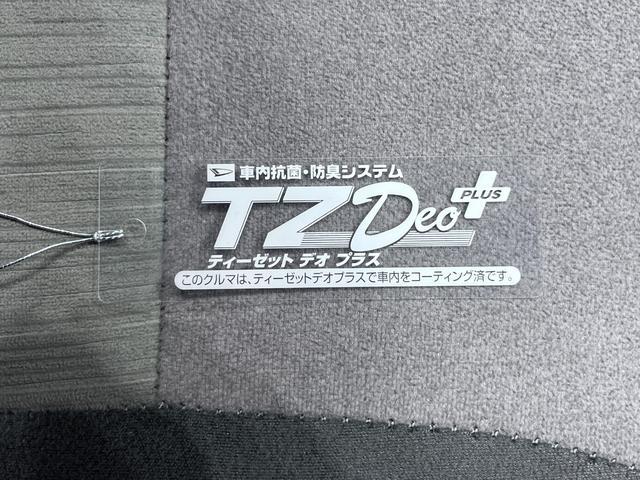 車内抗菌・防臭システム
TZ Deo PLUS
ティーゼット デオ プラス
このクルマは、ティーゼットデオプラスで車内をコーティング済です。